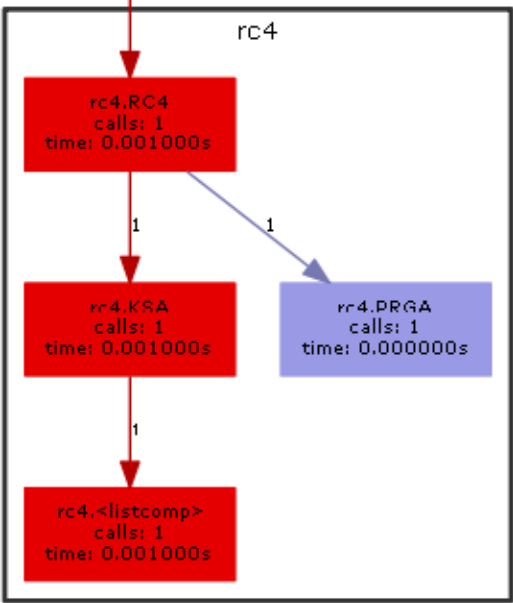 rc4
rc4.RC4
calls: 1
time: 0.001000s
1
1
rc4.KSA
calls: 1
time: 0.001000s
rc4.PRGA
calls: 1
time: 0.000000s
1
rc4.<listcomp>
calls: 1
time: 0.001000s